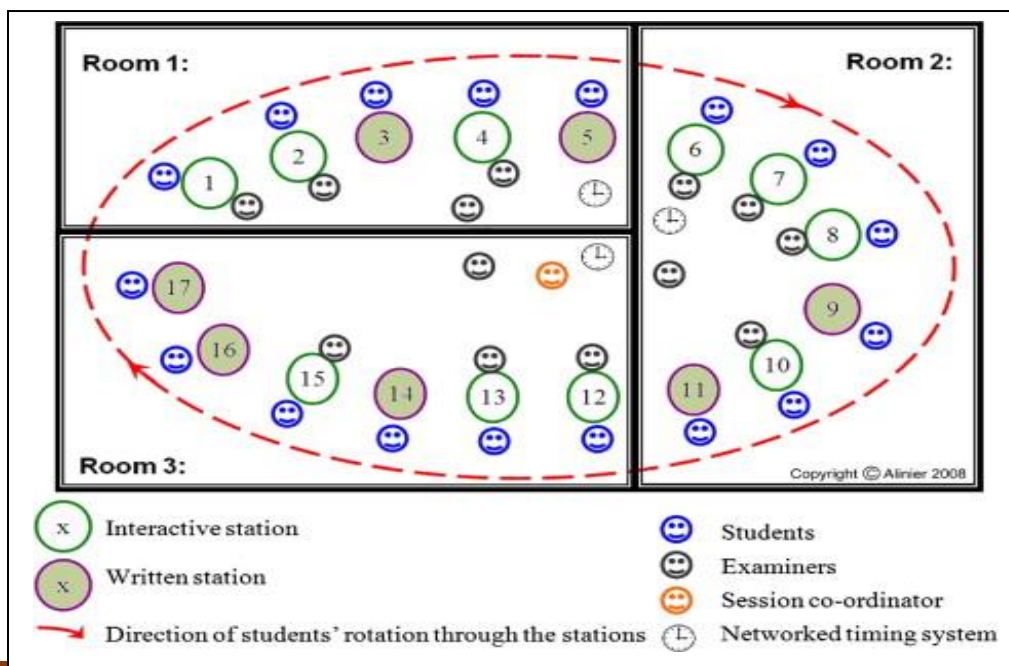 Room 1:
Room 2:
1
2
3
4
5
6
7
8
9
10
11
12
13
14
15
16
17
Room 3:
Copyright © Alinier 2008
x Interactive station
x Written station
Direction of students' rotation through the stations
Students
Examiners
Session co-ordinator
Networked timing system